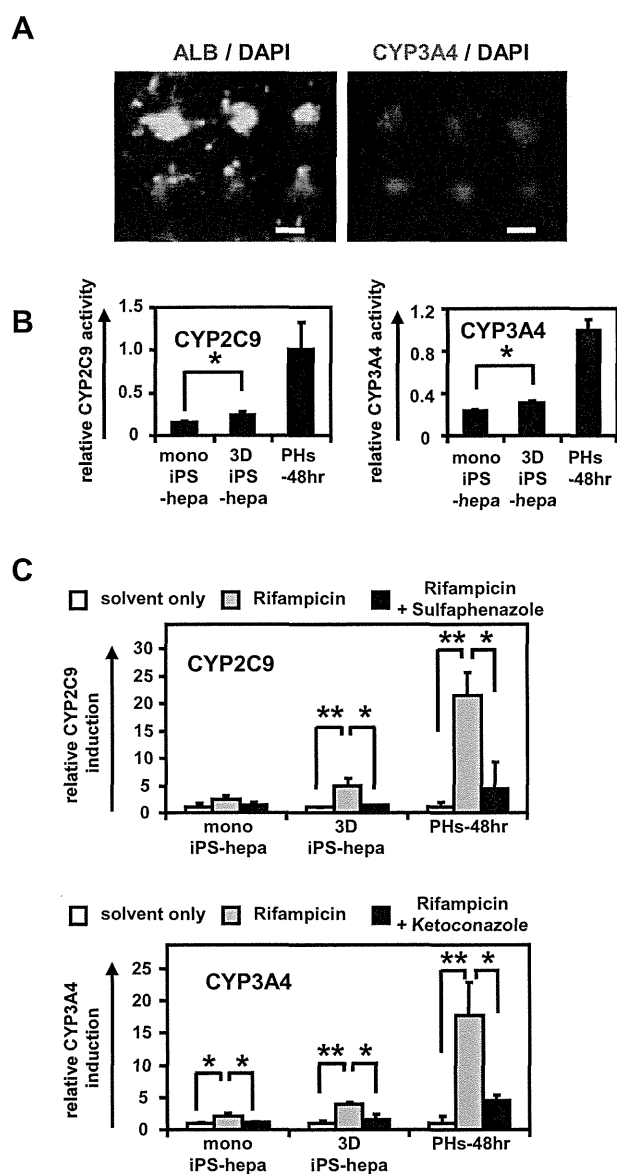 A
ALB / DAPI
CYP3A4 / DAPI
B
relative CYP2C9 activity
1.5
1.0
0.5
0
CYP2C9
*
mono
iPS
-hepa
3D
iPS
-hepa
PHs
-48hr
relative CYP3A4 activity
1.2
0.8
0.4
0
CYP3A4
*
mono
iPS
-hepa
3D
iPS
-hepa
PHs
-48hr
C
solvent only
Rifampicin
Rifampicin
+ Sulfaphenazole
relative CYP2C9
induction
30
25
20
15
10
5
0
CYP2C9
** *
** *
mono
iPS-hepa
3D
iPS-hepa
PHs-48hr
solvent only
Rifampicin
Rifampicin
+ Ketoconazole
relative CYP3A4
induction
25
20
15
10
5
0
CYP3A4
* *
** *
** *
mono
iPS-hepa
3D
iPS-hepa
PHs-48hr